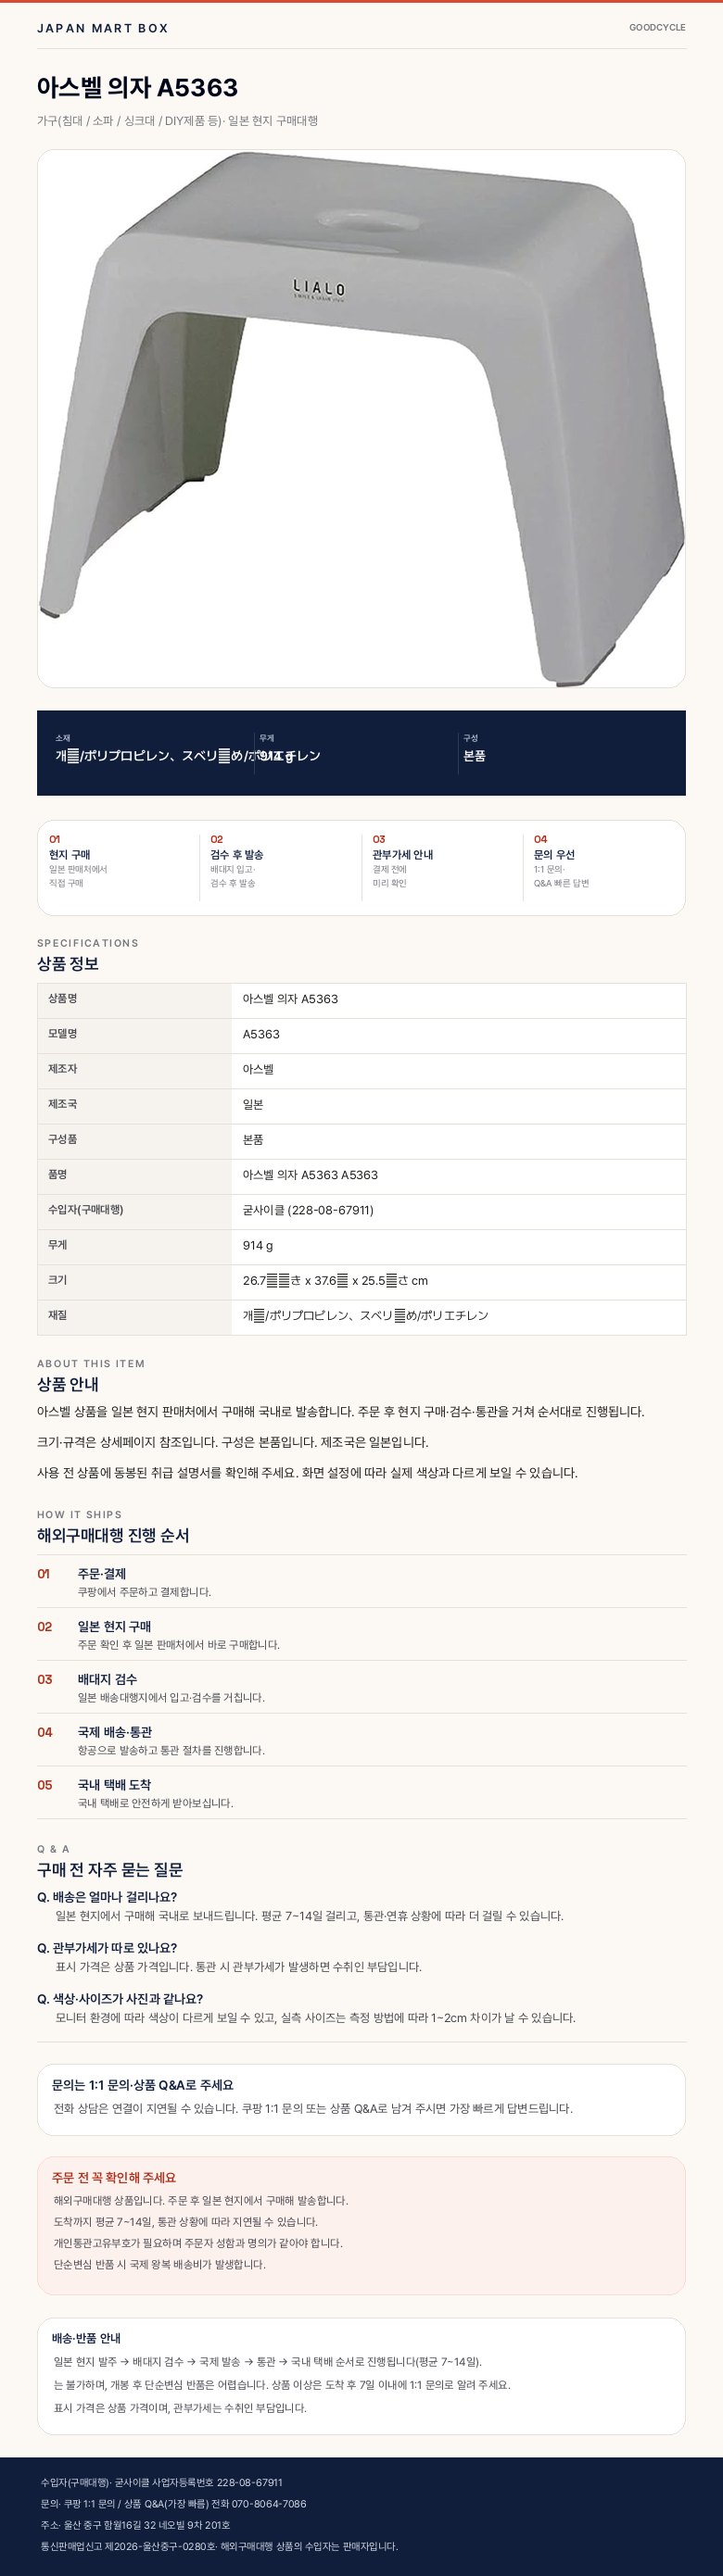 JAPAN MART BOX
GOODCYCLE
아스벨 의자 A5363
가구(침대 / 소파 / 싱크대 / DIY제품 등)· 일본 현지 구매대행
LIALO
소재
무게
구성
개䷀/ポリプロピレン、スベリ䷀め/ポリエチレン
914 g
본품
01
현지 구매
일본 판매처에서
직접 구매
02
검수 후 발송
배대지 입고·
검수 후 발송
03
관부가세 안내
결제 전에
미리 확인
04
문의 우선
1:1 문의·
Q&A 빠른 답변
SPECIFICATIONS
상품 정보
상품명 아스벨 의자 A5363
모델명 A5363
제조자 아스벨
제조국 일본
구성품 본품
품명 아스벨 의자 A5363 A5363
수입자(구매대행) 굳사이클 (228-08-67911)
무게 914 g
크기 26.7䷀䷀き x 37.6䷀ x 25.5䷀さ cm
재질 개䷀/ポリプロピレン、スベリ䷀め/ポリエチレン
ABOUT THIS ITEM
상품 안내
아스벨 상품을 일본 현지 판매처에서 구매해 국내로 발송합니다. 주문 후 현지 구매·검수·통관을 거쳐 순서대로 진행됩니다.
크기·규격은 상세페이지 참조입니다. 구성은 본품입니다. 제조국은 일본입니다.
사용 전 상품에 동봉된 취급 설명서를 확인해 주세요. 화면 설정에 따라 실제 색상과 다르게 보일 수 있습니다.
HOW IT SHIPS
해외구매대행 진행 순서
01 주문·결제
쿠팡에서 주문하고 결제합니다.
02 일본 현지 구매
주문 확인 후 일본 판매처에서 바로 구매합니다.
03 배대지 검수
일본 배송대행지에서 입고·검수를 거칩니다.
04 국제 배송·통관
항공으로 발송하고 통관 절차를 진행합니다.
05 국내 택배 도착
국내 택배로 안전하게 받아보십니다.
Q & A
구매 전 자주 묻는 질문
Q. 배송은 얼마나 걸리나요?
일본 현지에서 구매해 국내로 보내드립니다. 평균 7~14일 걸리고, 통관·연휴 상황에 따라 더 걸릴 수 있습니다.
Q. 관부가세가 따로 있나요?
표시 가격은 상품 가격입니다. 통관 시 관부가세가 발생하면 수취인 부담입니다.
Q. 색상·사이즈가 사진과 같나요?
모니터 환경에 따라 색상이 다르게 보일 수 있고, 실측 사이즈는 측정 방법에 따라 1~2cm 차이가 날 수 있습니다.
문의는 1:1 문의·상품 Q&A로 주세요
전화 상담은 연결이 지연될 수 있습니다. 쿠팡 1:1 문의 또는 상품 Q&A로 남겨 주시면 가장 빠르게 답변드립니다.
주문 전 꼭 확인해 주세요
해외구매대행 상품입니다. 주문 후 일본 현지에서 구매해 발송합니다.
도착까지 평균 7~14일, 통관 상황에 따라 지연될 수 있습니다.
개인통관고유부호가 필요하며 주문자 성함과 명의가 같아야 합니다.
단순변심 반품 시 국제 왕복 배송비가 발생합니다.
배송·반품 안내
일본 현지 발주 → 배대지 검수 → 국제 발송 → 통관 → 국내 택배 순서로 진행됩니다(평균 7~14일).
는 불가하며, 개봉 후 단순변심 반품은 어렵습니다. 상품 이상은 도착 후 7일 이내에 1:1 문의로 알려 주세요.
표시 가격은 상품 가격이며, 관부가세는 수취인 부담입니다.
수입자(구매대행)· 굳사이클 사업자등록번호 228-08-67911
문의· 쿠팡 1:1 문의 / 상품 Q&A(가장 빠름) 전화 070-8064-7086
주소· 울산 중구 함월16길 32 네오빌 9차 201호
통신판매업신고 제2026-울산중구-0280호· 해외구매대행 상품의 수입자는 판매자입니다.